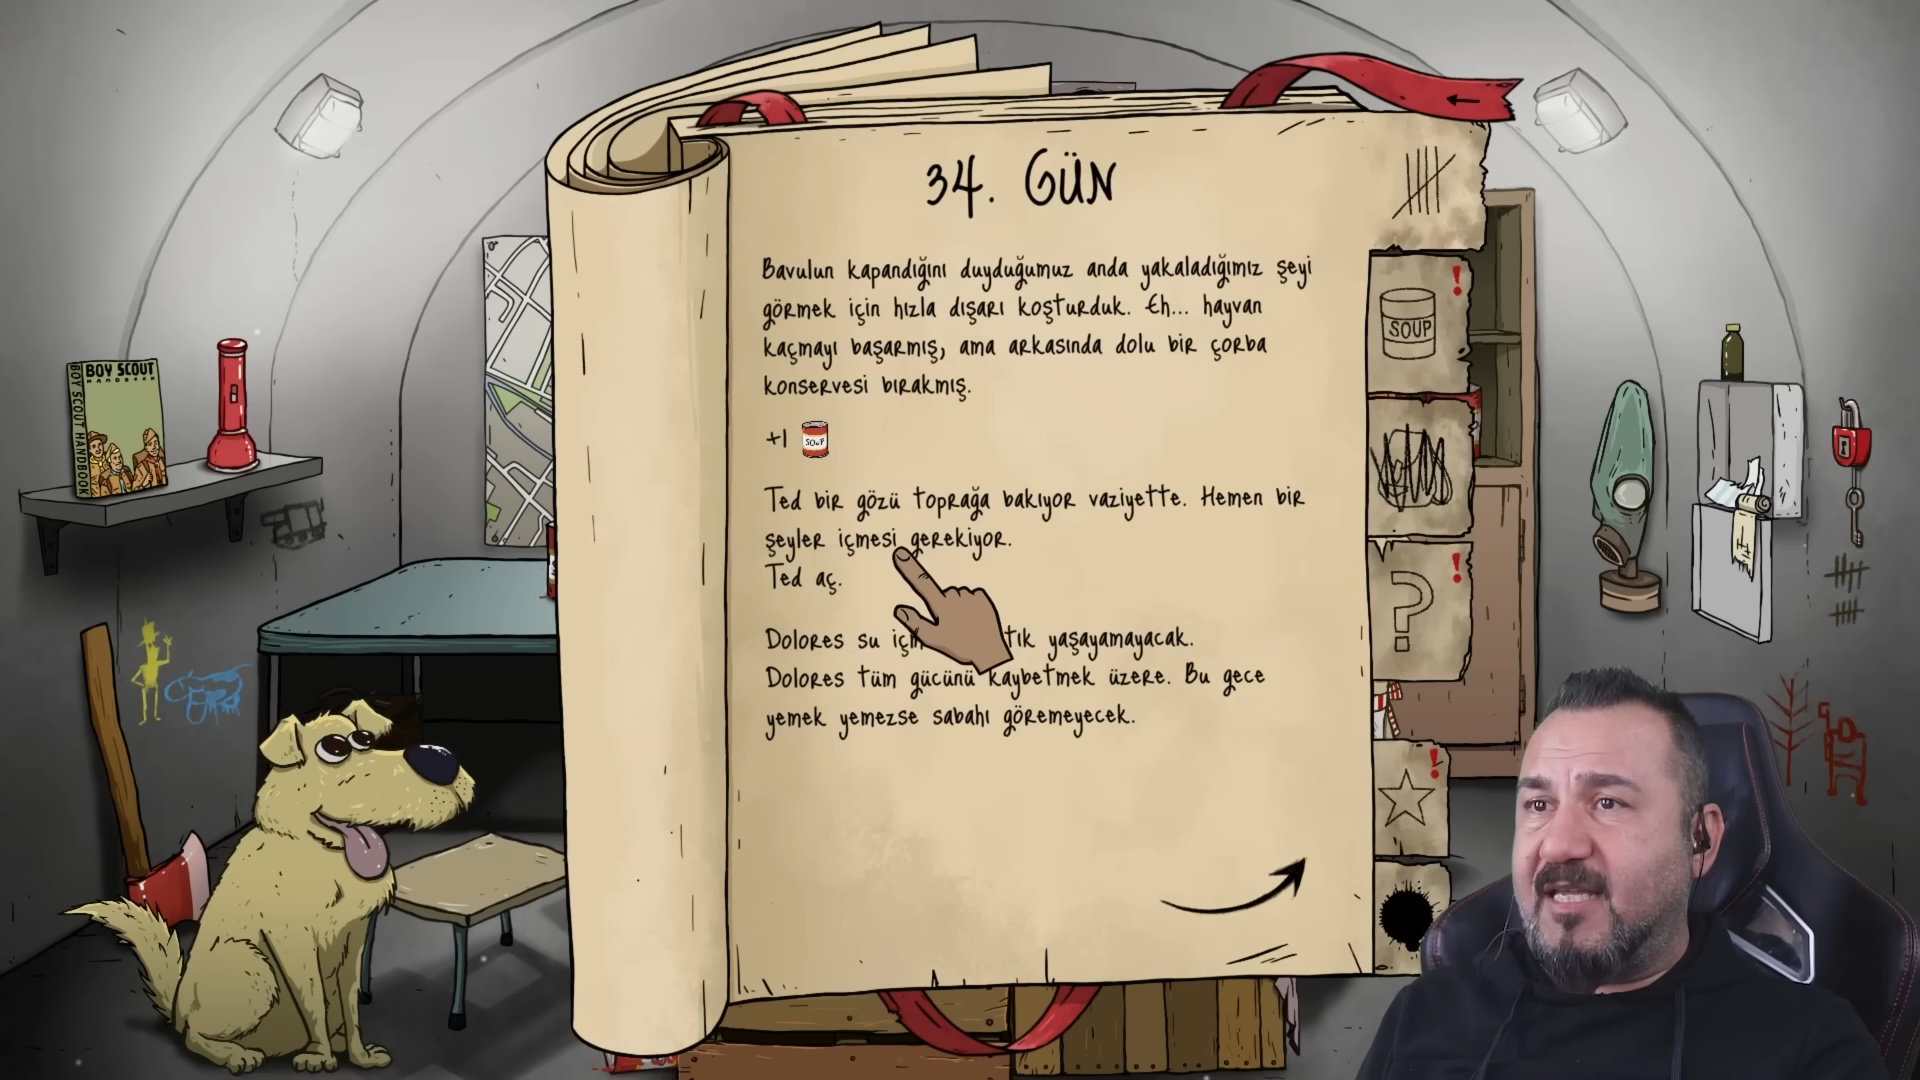 34. GÜN
Bavulun kapandığını duyduğumuz anda yakaladığımız şeyi
görmek için hızla dışarı koşturduk. Eh... hayvan
kaçmayı başarmış, ama arkasında dolu bir çorba
konservesi bırakmış.
+1 SOUP
Ted bir gözü toprağa bakıyor vaziyette. Hemen bir
şeyler içmesi gerekiyor.
Ted aç.
Dolores su yaşayamayacak.
Dolores tüm gücünü kaybetmek üzere. Bu gece
yemek yemezse sabahı göremeyecek.
SOUP
!
?
!
!
BOY SCOUT
HANDBOOK
BOY SCOUT HANDBOOK